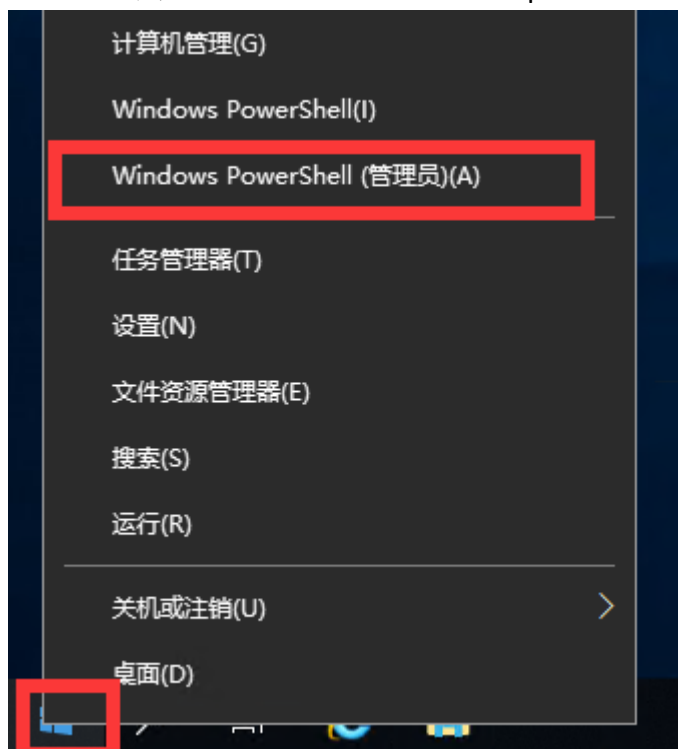 计算机管理(G)
Windows PowerShell(I)
Windows PowerShell (管理员)(A)
任务管理器(T)
设置(N)
文件资源管理器(E)
搜索(S)
运行(R)
关机或注销(U)
桌面(D)